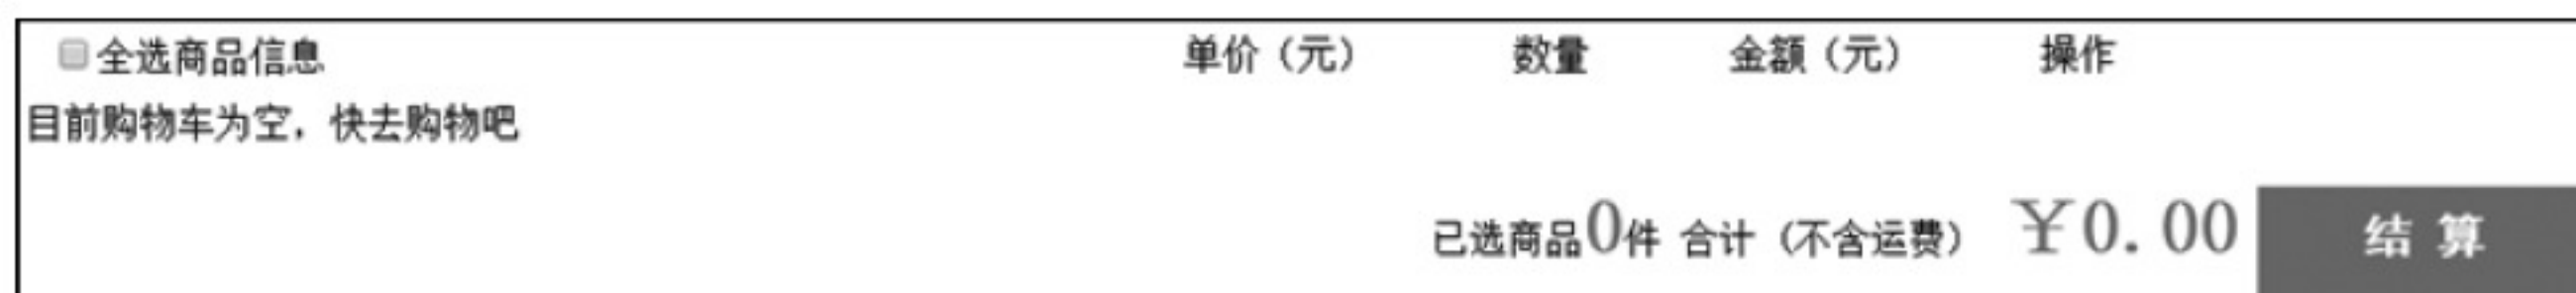 全选商品信息 单价（元） 数量 金额（元） 操作
目前购物车为空，快去购物吧
已选商品0件 合计（不含运费） ￥0.00 结 算